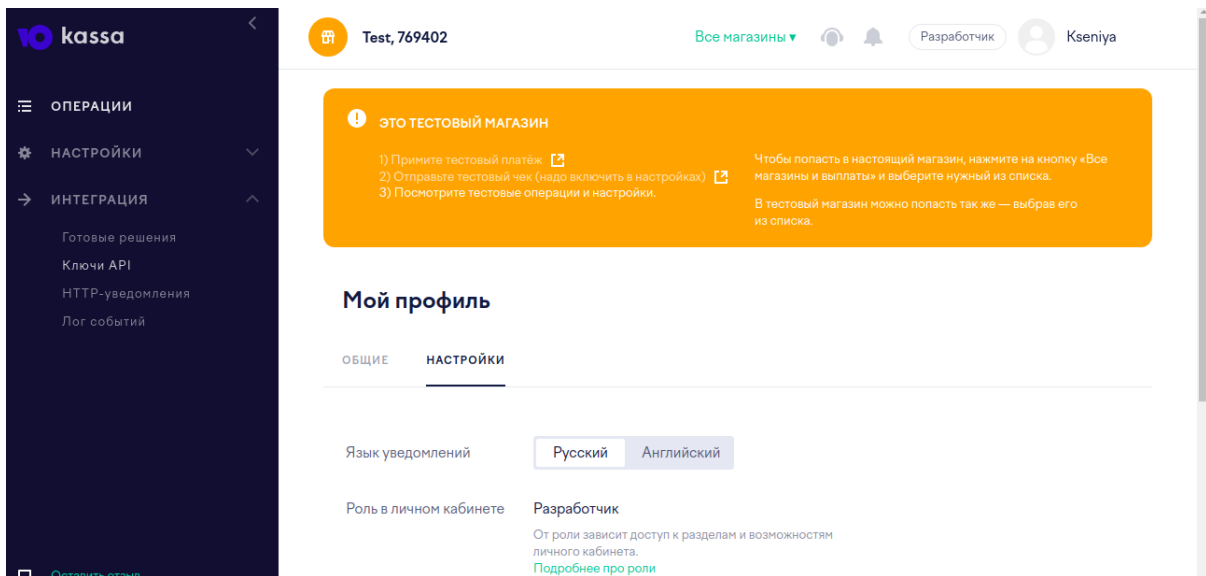 Ю kassa
Test, 769402
Все магазины ▾
Разработчик
Kseniya
ОПЕРАЦИИ
НАСТРОЙКИ
ИНТЕГРАЦИЯ
Готовые решения
Ключи API
HTTP-уведомления
Лог событий
Оставить отзыв
ЭТО ТЕСТОВЫЙ МАГАЗИН
1) Примите тестовый платёж
2) Отправьте тестовый чек (надо включить в настройках)
3) Посмотрите тестовые операции и настройки.
Чтобы попасть в настоящий магазин, нажмите на кнопку «Все
магазины и выплаты» и выберите нужный из списка.
В тестовый магазин можно попасть так же — выбрав его
из списка.
Мой профиль
ОБЩИЕ
НАСТРОЙКИ
Язык уведомлений
Русский
Английский
Роль в личном кабинете
Разработчик
От роли зависит доступ к разделам и возможностям
личного кабинета.
Подробнее про роли